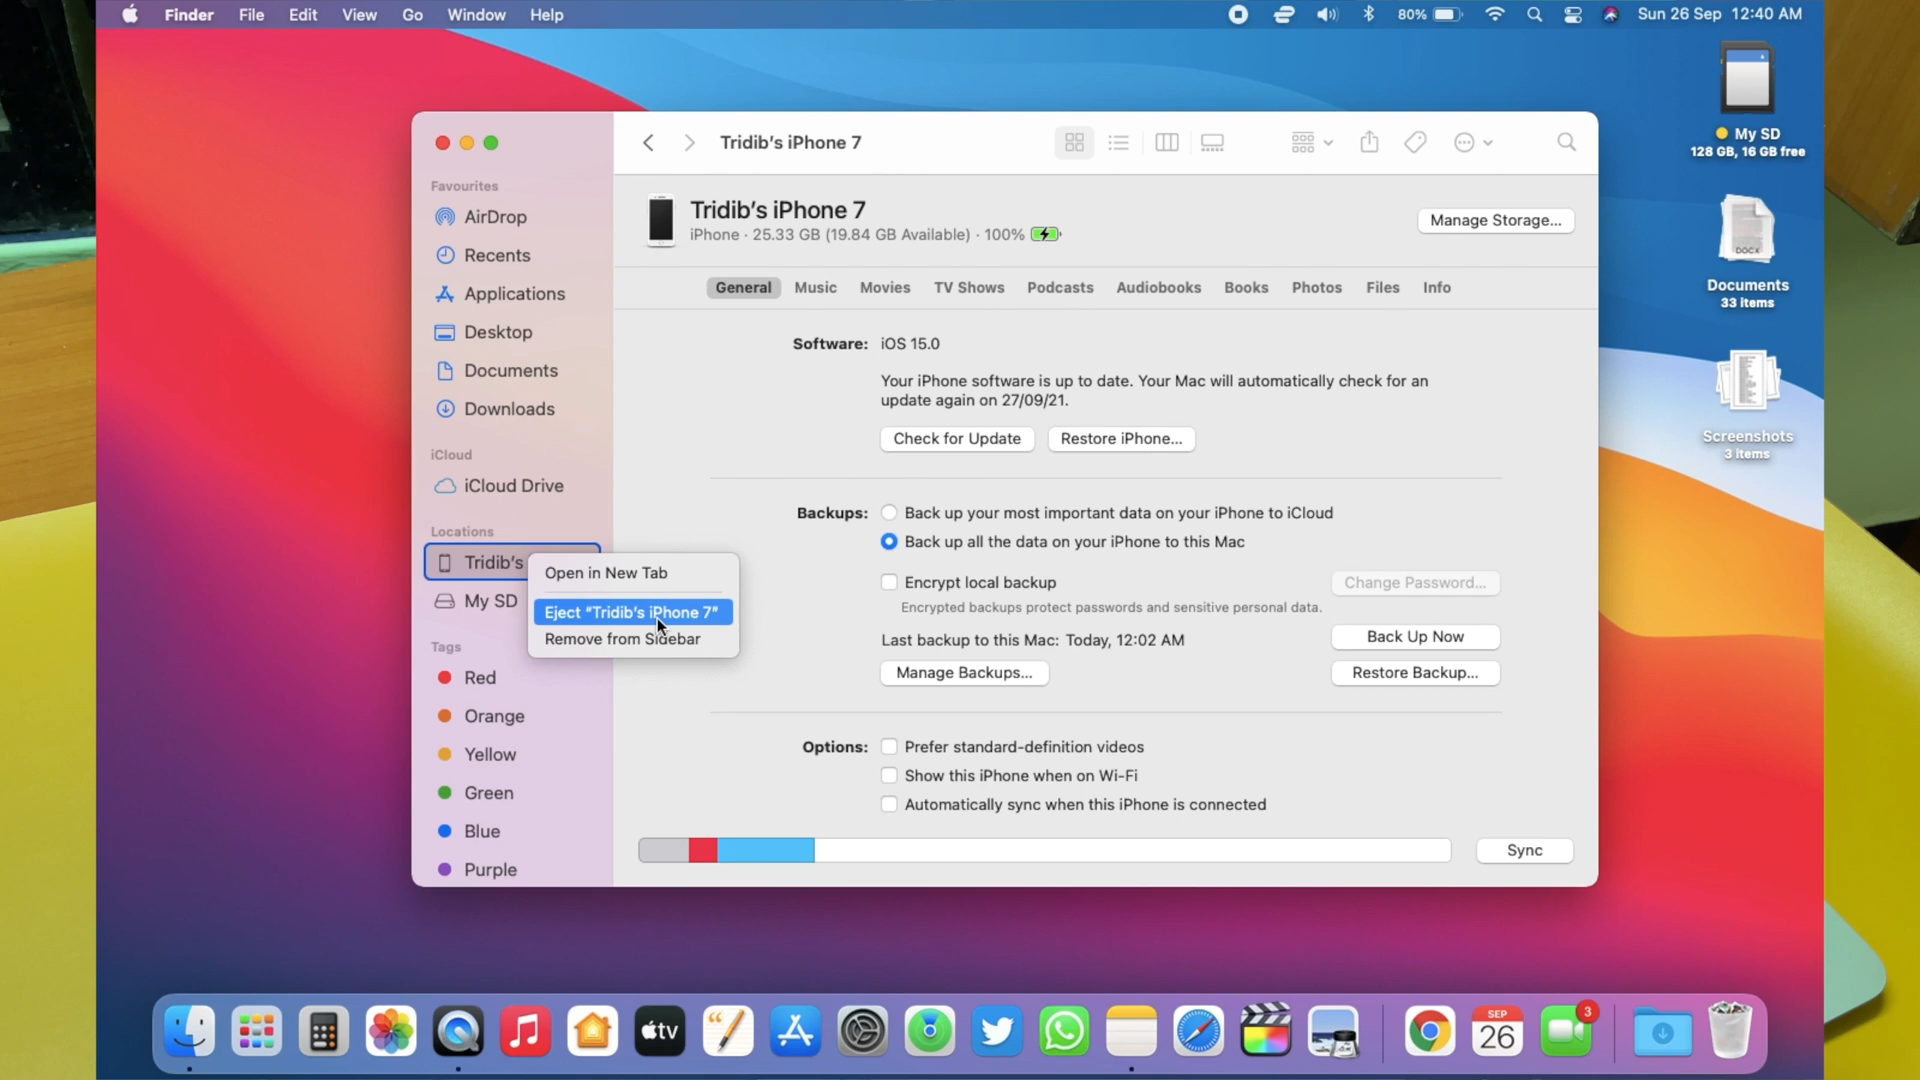 Finder File Edit View Go Window Help
80% Sun 26 Sep 12:40 AM
My SD
128 GB, 16 GB free
DOCX
Documents
33 items
Screenshots
3 items
Favourites
AirDrop
Recents
Applications
Desktop
Documents
Downloads
iCloud
iCloud Drive
Locations
Tridib's
My SD
Tags
Red
Orange
Yellow
Green
Blue
Purple
Open in New Tab
Eject “Tridib's iPhone 7”
Remove from Sidebar
Tridib's iPhone 7
Tridib's iPhone 7
iPhone · 25.33 GB (19.84 GB Available) · 100%
Manage Storage...
General Music Movies TV Shows Podcasts Audiobooks Books Photos Files Info
Software: iOS 15.0
Your iPhone software is up to date. Your Mac will automatically check for an
update again on 27/09/21.
Check for Update Restore iPhone...
Backups: Back up your most important data on your iPhone to iCloud
Back up all the data on your iPhone to this Mac
Encrypt local backup Change Password...
Encrypted backups protect passwords and sensitive personal data.
Last backup to this Mac: Today, 12:02 AM Back Up Now
Manage Backups... Restore Backup...
Options: Prefer standard-definition videos
Show this iPhone when on Wi-Fi
Automatically sync when this iPhone is connected
Sync
tv
SEP
26
3